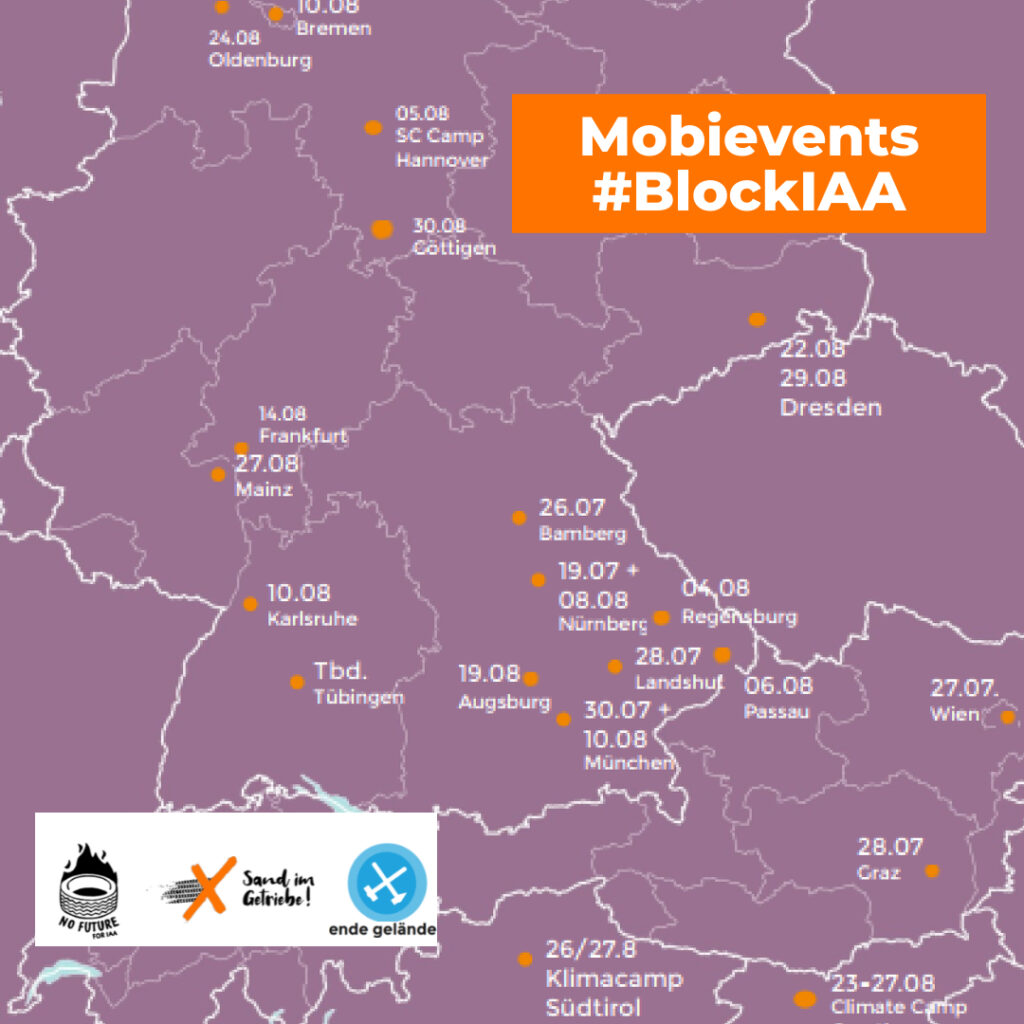 10.08
Bremen
24.08
Oldenburg
05.08
SC Camp
Hannover
Mobievents
#BlockIAA
30.08
Göttigen
22.08
29.08
Dresden
14.08
Frankfurt
27.08
Mainz
26.07
Bamberg
19.07 +
08.08
Nürnberg
04.08
Regensburg
10.08
Karlsruhe
28.07
Landshut
Tbd.
Tübingen
19.08
Augsburg
06.08
Passau
27.07.
Wien
30.07 +
10.08
München
28.07
Graz
NO FUTURE
FOR IAA
Sand im
Getriebe!
ende gelände
26/27.8
Klimacamp
Südtirol
23-27.08
Climate Camp